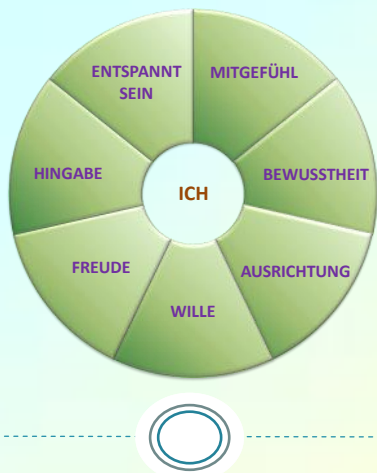 ENTSPANNT
SEIN
MITGEFÜHL
HINGABE
ICH
BEWUSSTHEIT
FREUDE
AUSRICHTUNG
WILLE